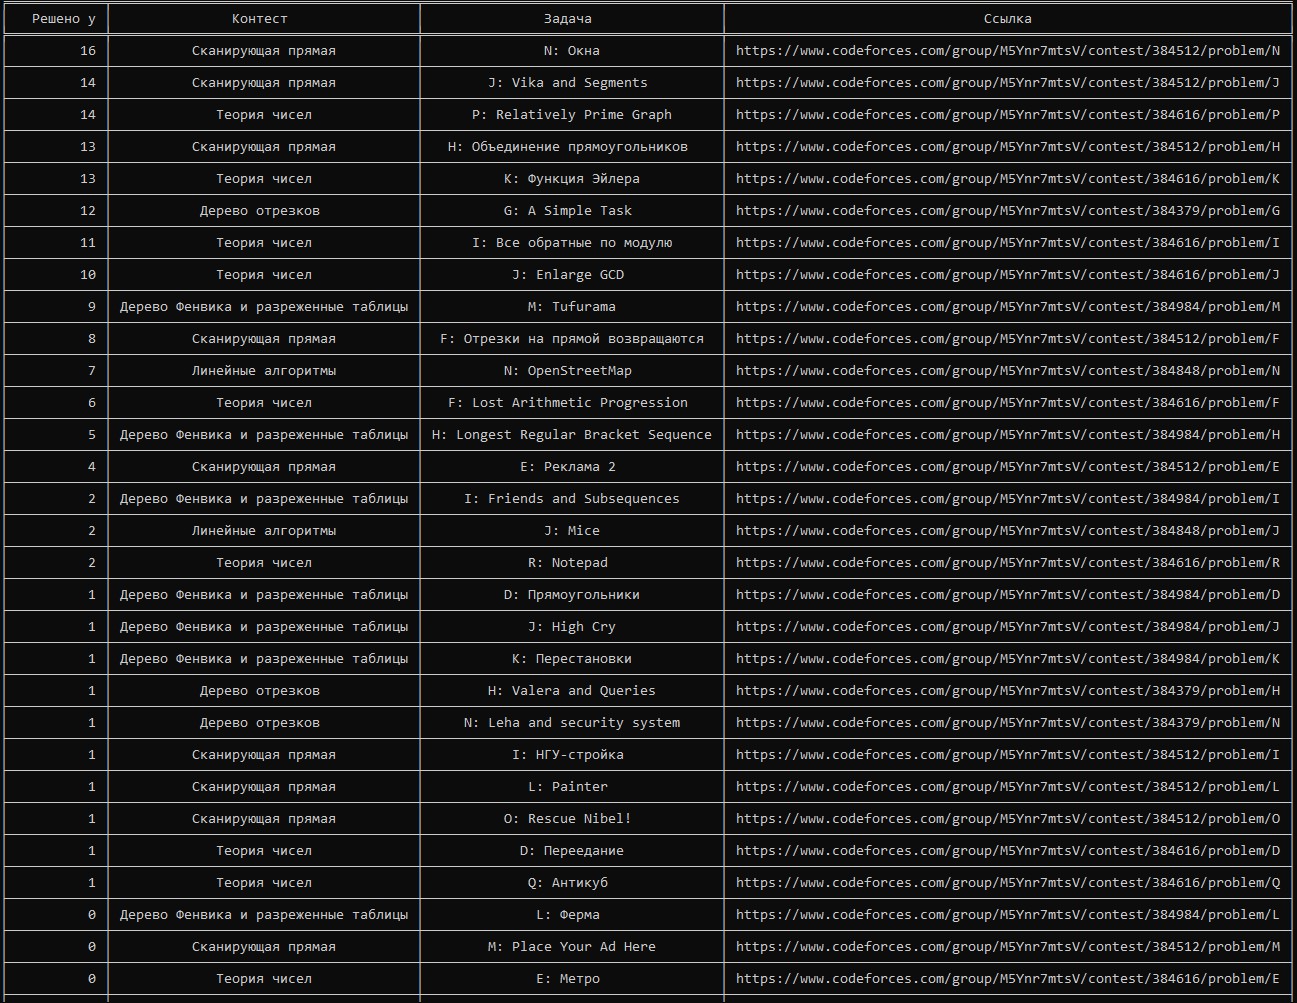 Решено у Контест Задача Ссылка
16 Сканирующая прямая N: Окна https://www.codeforces.com/group/M5Ynr7mtsV/contest/384512/problem/N
14 Сканирующая прямая J: Vika and Segments https://www.codeforces.com/group/M5Ynr7mtsV/contest/384512/problem/J
14 Теория чисел P: Relatively Prime Graph https://www.codeforces.com/group/M5Ynr7mtsV/contest/384616/problem/P
13 Сканирующая прямая H: Объединение прямоугольников https://www.codeforces.com/group/M5Ynr7mtsV/contest/384512/problem/H
13 Теория чисел K: Функция Эйлера https://www.codeforces.com/group/M5Ynr7mtsV/contest/384616/problem/K
12 Дерево отрезков G: A Simple Task https://www.codeforces.com/group/M5Ynr7mtsV/contest/384379/problem/G
11 Теория чисел I: Все обратные по модулю https://www.codeforces.com/group/M5Ynr7mtsV/contest/384616/problem/I
10 Теория чисел J: Enlarge GCD https://www.codeforces.com/group/M5Ynr7mtsV/contest/384616/problem/J
9 Дерево Фенвика и разреженные таблицы M: Tufurama https://www.codeforces.com/group/M5Ynr7mtsV/contest/384984/problem/M
8 Сканирующая прямая F: Отрезки на прямой возвращаются https://www.codeforces.com/group/M5Ynr7mtsV/contest/384512/problem/F
7 Линейные алгоритмы N: OpenStreetMap https://www.codeforces.com/group/M5Ynr7mtsV/contest/384848/problem/N
6 Теория чисел F: Lost Arithmetic Progression https://www.codeforces.com/group/M5Ynr7mtsV/contest/384616/problem/F
5 Дерево Фенвика и разреженные таблицы H: Longest Regular Bracket Sequence https://www.codeforces.com/group/M5Ynr7mtsV/contest/384984/problem/H
4 Сканирующая прямая E: Реклама 2 https://www.codeforces.com/group/M5Ynr7mtsV/contest/384512/problem/E
2 Дерево Фенвика и разреженные таблицы I: Friends and Subsequences https://www.codeforces.com/group/M5Ynr7mtsV/contest/384984/problem/I
2 Линейные алгоритмы J: Mice https://www.codeforces.com/group/M5Ynr7mtsV/contest/384848/problem/J
2 Теория чисел R: Notepad https://www.codeforces.com/group/M5Ynr7mtsV/contest/384616/problem/R
1 Дерево Фенвика и разреженные таблицы D: Прямоугольники https://www.codeforces.com/group/M5Ynr7mtsV/contest/384984/problem/D
1 Дерево Фенвика и разреженные таблицы J: High Cry https://www.codeforces.com/group/M5Ynr7mtsV/contest/384984/problem/J
1 Дерево Фенвика и разреженные таблицы K: Перестановки https://www.codeforces.com/group/M5Ynr7mtsV/contest/384984/problem/K
1 Дерево отрезков H: Valera and Queries https://www.codeforces.com/group/M5Ynr7mtsV/contest/384379/problem/H
1 Дерево отрезков N: Leha and security system https://www.codeforces.com/group/M5Ynr7mtsV/contest/384379/problem/N
1 Сканирующая прямая I: НГУ-стройка https://www.codeforces.com/group/M5Ynr7mtsV/contest/384512/problem/I
1 Сканирующая прямая L: Painter https://www.codeforces.com/group/M5Ynr7mtsV/contest/384512/problem/L
1 Сканирующая прямая O: Rescue Nibel! https://www.codeforces.com/group/M5Ynr7mtsV/contest/384512/problem/O
1 Теория чисел D: Переедание https://www.codeforces.com/group/M5Ynr7mtsV/contest/384616/problem/D
1 Теория чисел Q: Антикуб https://www.codeforces.com/group/M5Ynr7mtsV/contest/384616/problem/Q
0 Дерево Фенвика и разреженные таблицы L: Ферма https://www.codeforces.com/group/M5Ynr7mtsV/contest/384984/problem/L
0 Сканирующая прямая M: Place Your Ad Here https://www.codeforces.com/group/M5Ynr7mtsV/contest/384512/problem/M
0 Теория чисел E: Метро https://www.codeforces.com/group/M5Ynr7mtsV/contest/384616/problem/E